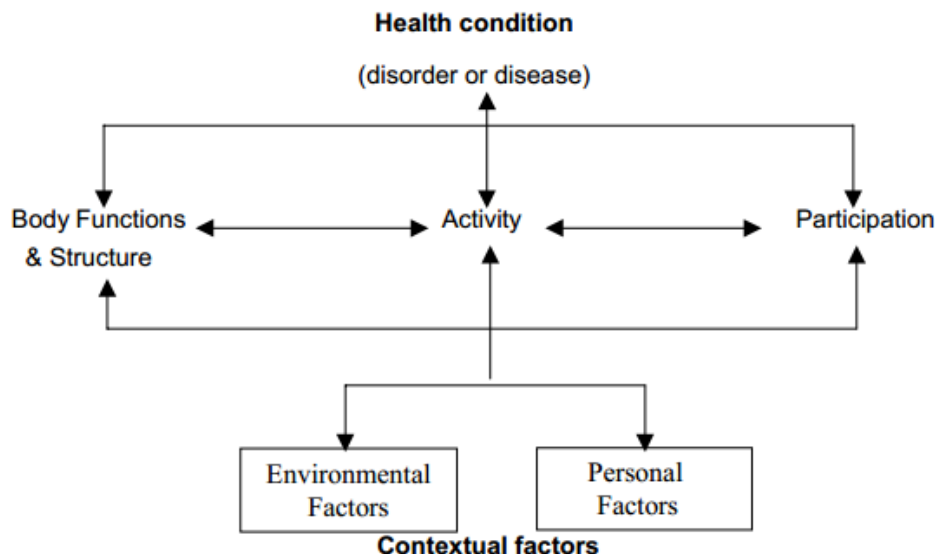 Health condition
(disorder or disease)
Body Functions
& Structure
Activity
Participation
Environmental
Factors
Personal
Factors
Contextual factors